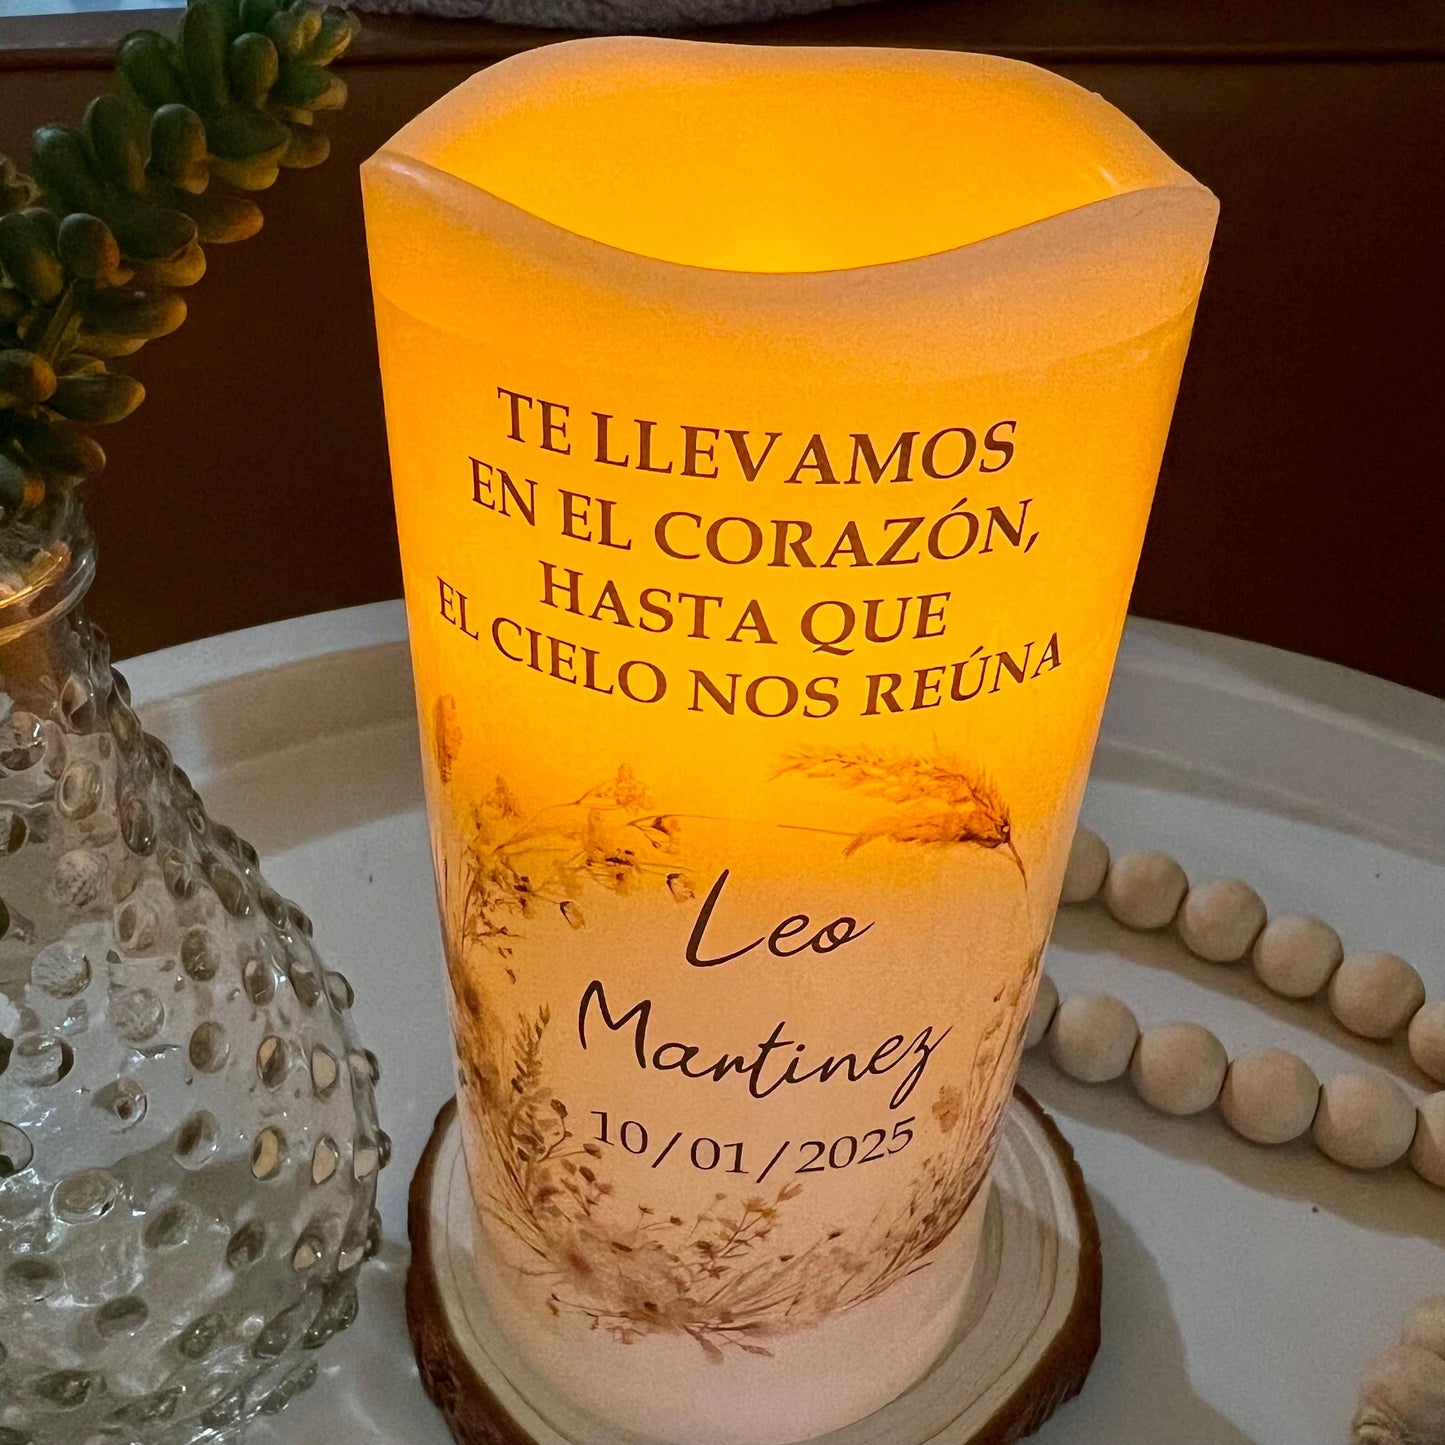 TE LLEVAMOS
EN EL CORAZÓN,
HASTA QUE
EL CIELO NOS REÚNA
Leo
Martinez
10/01/2025